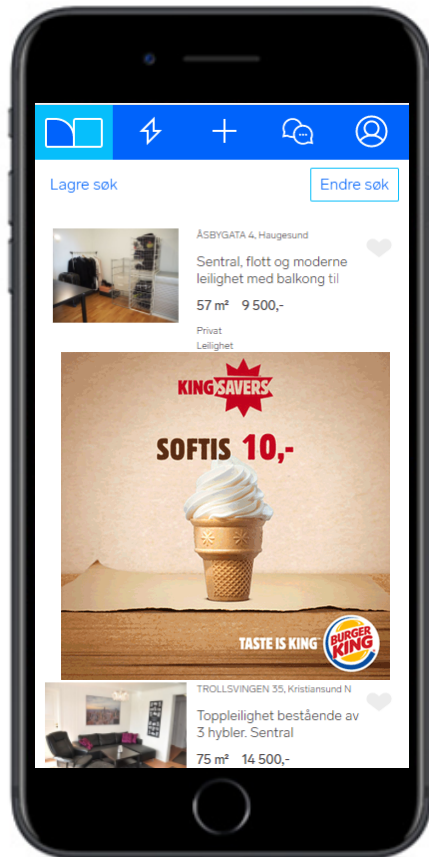 Lagre søk
Endre søk
ÅSBYGATA 4, Haugesund
Sentral, flott og moderne
leilighet med balkong til
57 m² 9 500,-
Privat
Leilighet
KING SAVERS
SOFTIS 10,-
TASTE IS KING™
BURGER
KING
TROLLSVINGEN 35, Kristiansund N
Toppleilighet bestående av
3 hybler. Sentral
75 m² 14 500,-